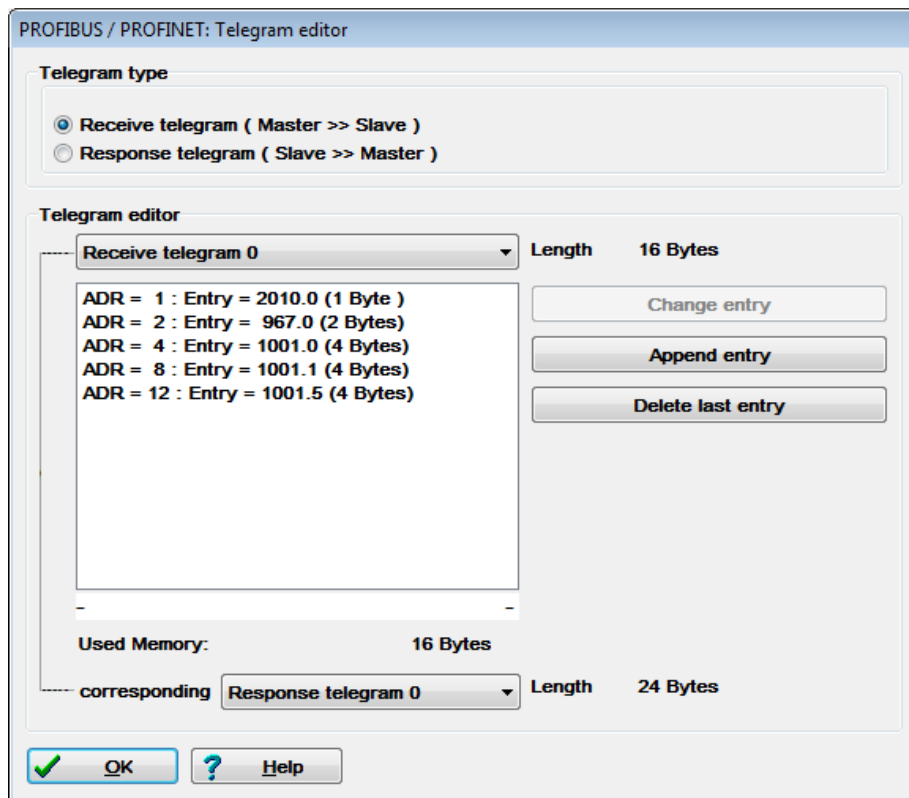 PROFIBUS / PROFINET: Telegram editor
Telegram type
Receive telegram ( Master >> Slave )
Response telegram ( Slave >> Master )
Telegram editor
Receive telegram 0 Length 16 Bytes
ADR = 1 : Entry = 2010.0 (1 Byte )
ADR = 2 : Entry = 967.0 (2 Bytes)
ADR = 4 : Entry = 1001.0 (4 Bytes)
ADR = 8 : Entry = 1001.1 (4 Bytes)
ADR = 12 : Entry = 1001.5 (4 Bytes)
Change entry
Append entry
Delete last entry
- -
Used Memory: 16 Bytes
corresponding Response telegram 0 Length 24 Bytes
OK ? Help